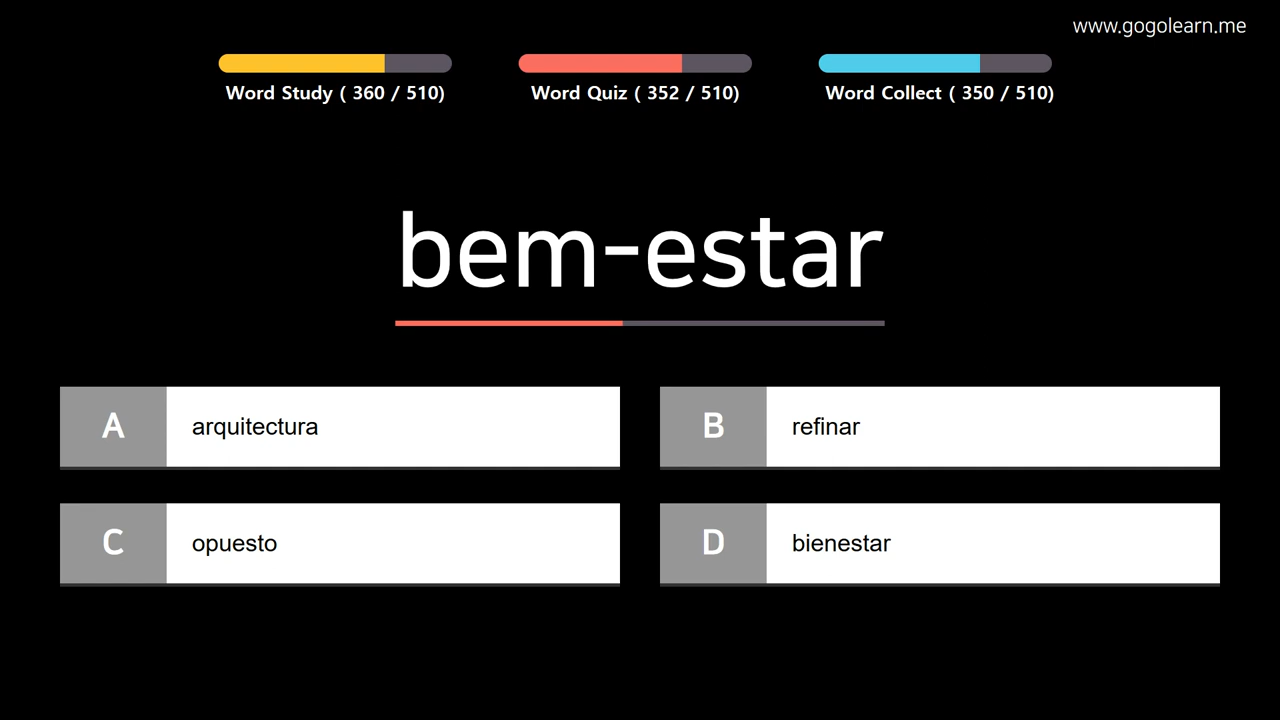 www.gogolearn.me
Word Study ( 360 / 510)
Word Quiz ( 352 / 510)
Word Collect ( 350 / 510)
bem-estar
A arquitectura
B refinar
C opuesto
D bienestar